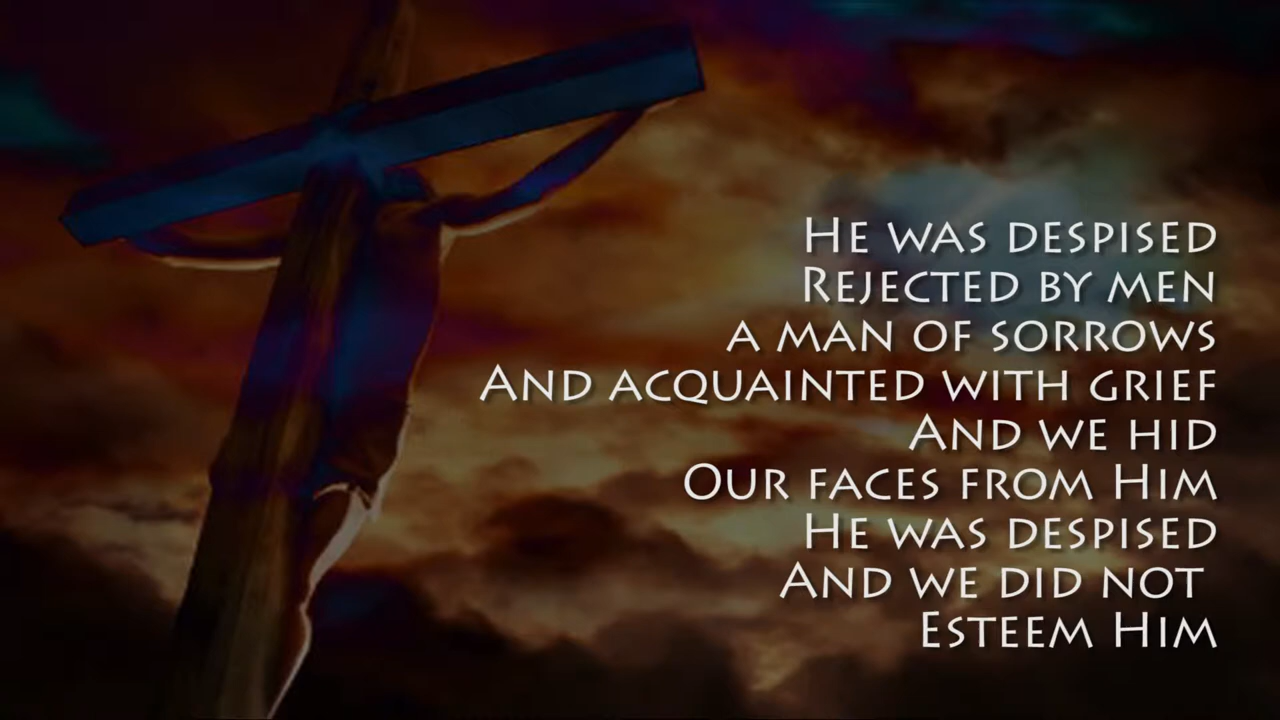 He was despised
Rejected by men
a man of sorrows
And acquainted with grief
And we hid
Our faces from Him
He was despised
And we did not
Esteem Him